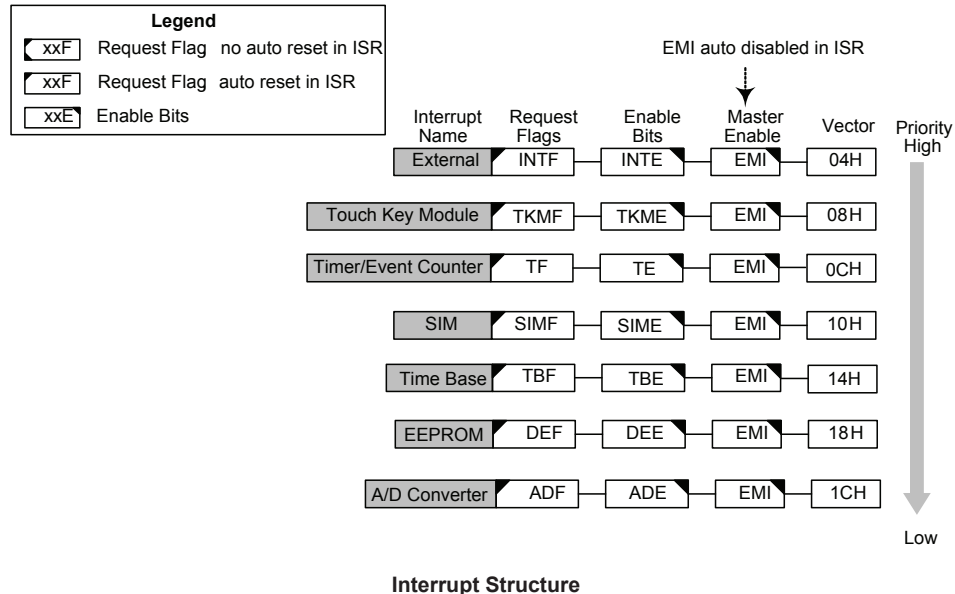 Legend
xxF Request Flag no auto reset in ISR
xxF Request Flag auto reset in ISR
xxE Enable Bits
EMI auto disabled in ISR
Interrupt Name
Request Flags
Enable Bits
Master Enable
Vector
Priority High
External INTF INTE EMI 04H
Touch Key Module TKMF TKME EMI 08H
Timer/Event Counter TF TE EMI 0CH
SIM SIMF SIME EMI 10H
Time Base TBF TBE EMI 14H
EEPROM DEF DEE EMI 18H
A/D Converter ADF ADE EMI 1CH
Low
Interrupt Structure